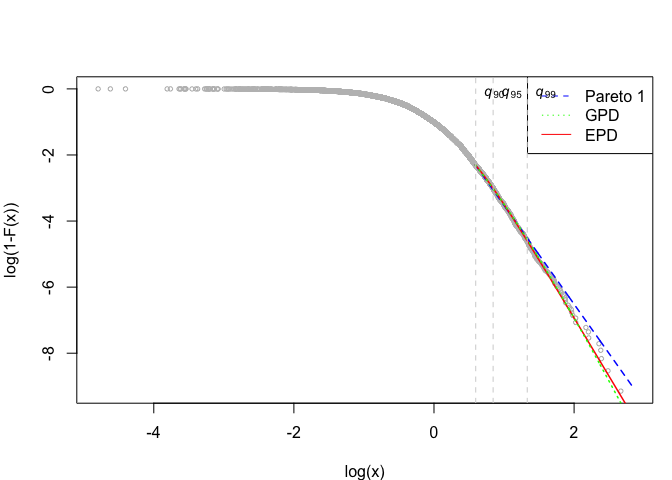 q90 q95 q99
Pareto 1
GPD
EPD
0
-2
-4
-6
-8
log(1-F(x))
-4 -2 0 2
log(x)